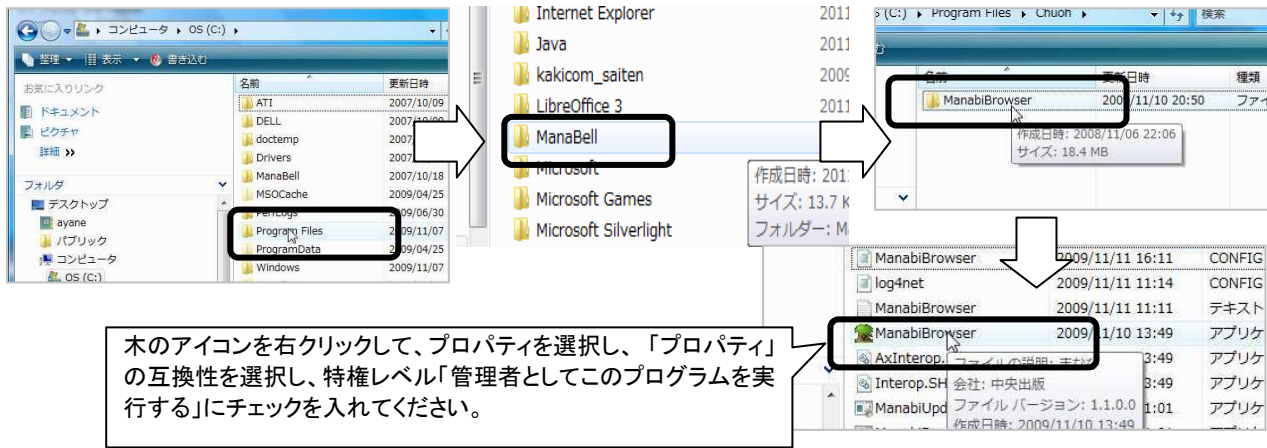 コンピュータ ▸ OS (C:) ▸
整理 表示 書き込む
お気に入りリンク
ドキュメント
ピクチャ
詳細 >>
フォルダ
デスクトップ
ayane
パブリック
コンピュータ
OS (C:)
名前 更新日時
ATI 2007/10/09
DELL 2007/10/09
doctemp 2007
Drivers 2007
ManaBell 2007/10/18
MSOCache 2009/04/25
PerfLogs 2009/06/30
Program Files 2009/11/07
ProgramData 2009/04/25
Windows 2009/11/07
Internet Explorer 2011
Java 2011
kakicom_saiten 2009
LibreOffice 3 2011
ManaBell
Microsoft
Microsoft Games
Microsoft Silverlight
作成日時: 201
サイズ: 13.7 K
フォルダー: M
(C:) ▸ Program Files ▸ Chuoh ▸ 検索
名前 更新日時 種類
ManabiBrowser 2009/11/10 20:50 ファイ
作成日時: 2008/11/06 22:06
サイズ: 18.4 MB
ManabiBrowser 2009/11/11 16:11 CONFIG
log4net 2009/11/11 11:14 CONFIG
ManabiBrowser 2009/11/11 11:11 テキスト
ManabiBrowser 2009/11/10 13:49 アプリケ
AxInterop. 3:49 アプリケ
Interop.SH 3:49 アプリケ
ManabiUpd 1:01 アプリケ
ファイルの説明: まなび
会社: 中央出版
ファイル バージョン: 1.1.0.0
作成日時: 2009/11/10 13:49
木のアイコンを右クリックして、プロパティを選択し、「プロパティ」
の互換性を選択し、特権レベル「管理者としてこのプログラムを実
行する」にチェックを入れてください。